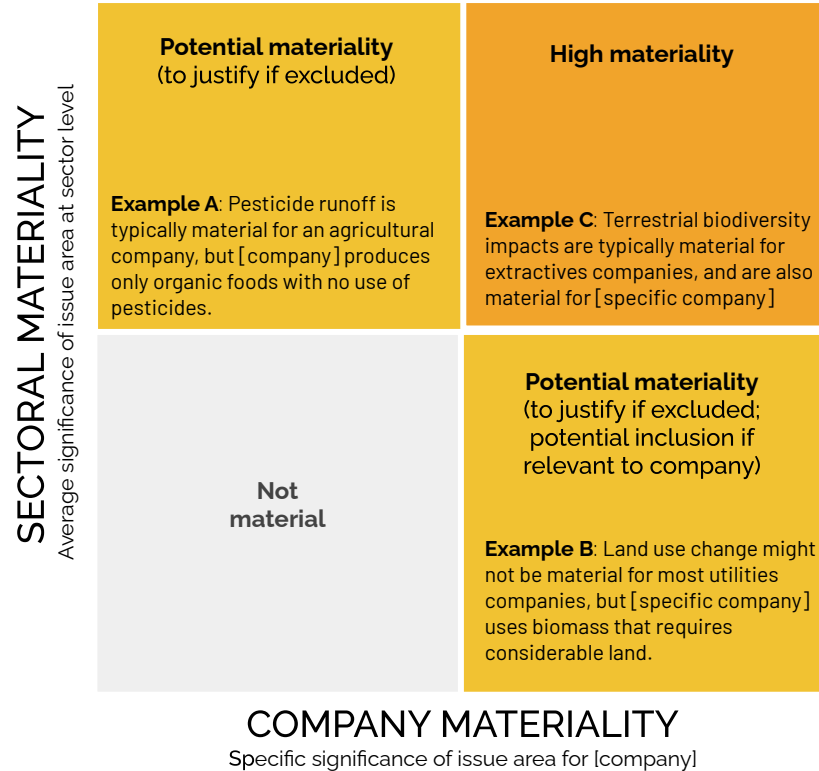 Potential materiality
(to justify if excluded)
Example A: Pesticide runoff is
typically material for an agricultural
company, but [company] produces
only organic foods with no use of
pesticides.
High materiality
Example C: Terrestrial biodiversity
impacts are typically material for
extractives companies, and are also
material for [specific company]
SECTORAL MATERIALITY
Average significance of issue area at sector level
Not
material
Potential materiality
(to justify if excluded;
potential inclusion if
relevant to company)
Example B: Land use change might
not be material for most utilities
companies, but [specific company]
uses biomass that requires
considerable land.
COMPANY MATERIALITY
Specific significance of issue area for [company]